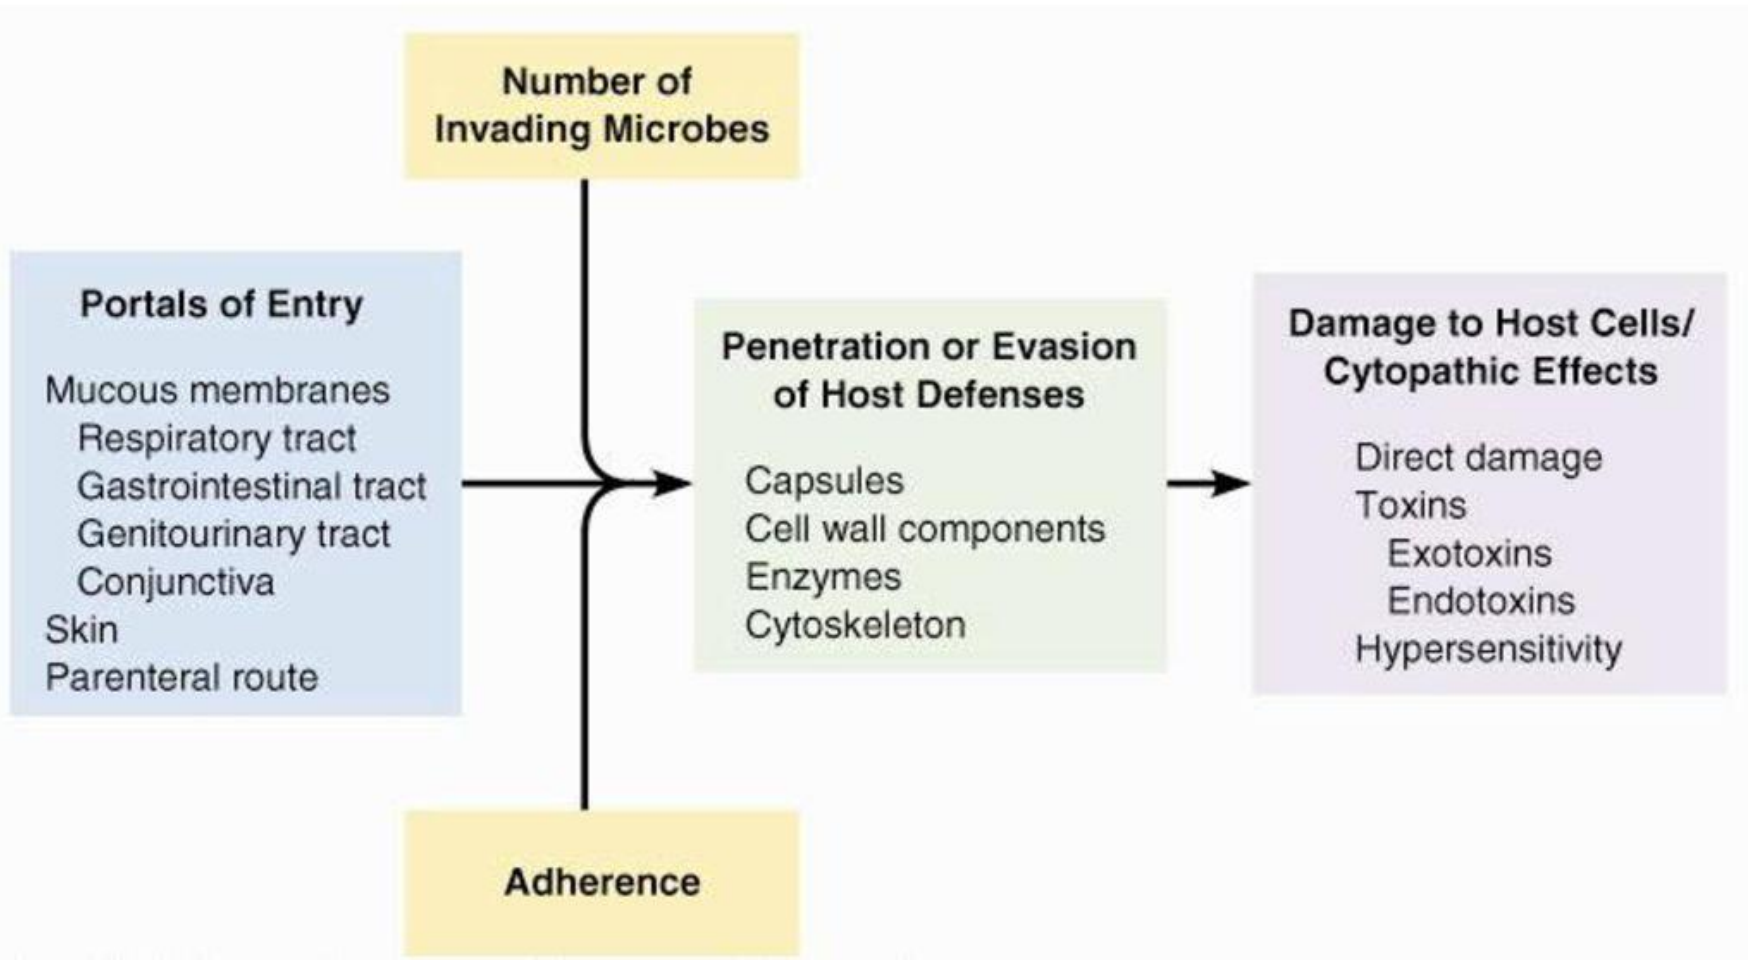 Number of
Invading Microbes
Portals of Entry
Mucous membranes
Respiratory tract
Gastrointestinal tract
Genitourinary tract
Conjunctiva
Skin
Parenteral route
Adherence
Penetration or Evasion
of Host Defenses
Capsules
Cell wall components
Enzymes
Cytoskeleton
Damage to Host Cells/
Cytopathic Effects
Direct damage
Toxins
Exotoxins
Endotoxins
Hypersensitivity